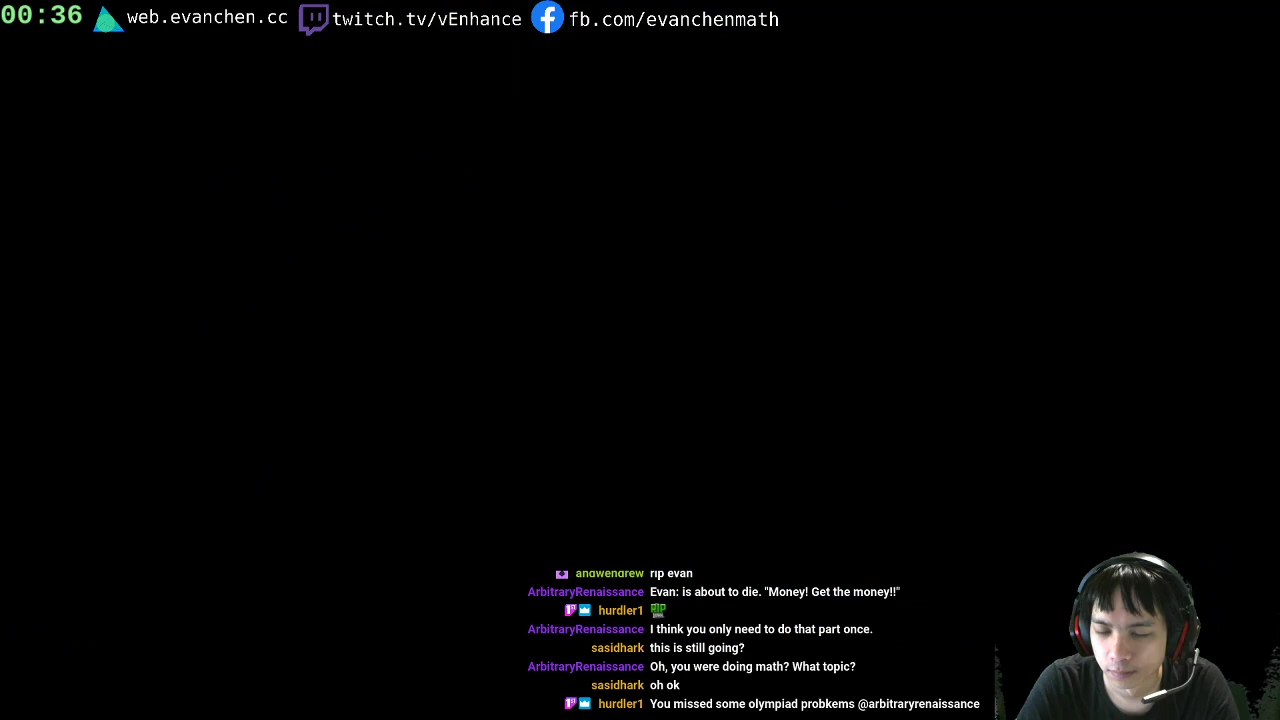 00:36 web.evanchen.cc twitch.tv/vEnhance fb.com/evanchenmath
andwendrew rip evan
ArbitraryRenaissance Evan: is about to die. "Money! Get the money!!"
hurdler1 RIP
ArbitraryRenaissance I think you only need to do that part once.
sasidhark this is still going?
ArbitraryRenaissance Oh, you were doing math? What topic?
sasidhark oh ok
hurdler1 You missed some olympiad probkems @arbitraryrenaissance